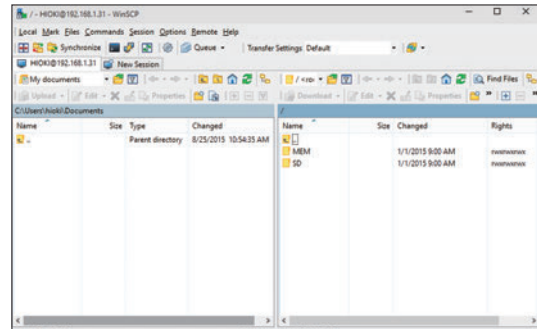 / - HIOKI@192.168.1.31 - WinSCP
Local Mark Files Commands Session Options Remote Help
Synchronize Queue Transfer Settings: Default
HIOKI@192.168.1.31 New Session
My documents / <ro Find Files
Upload Edit Properties Download Edit Properties
C:\Users\hioki\Documents /
Name Size Type Changed Name Size Changed Rights
.. Parent directory 8/25/2015 10:54:35 AM ..
MEM 1/1/2015 9:00 AM rwxrwxrwx
SD 1/1/2015 9:00 AM rwxrwxrwx